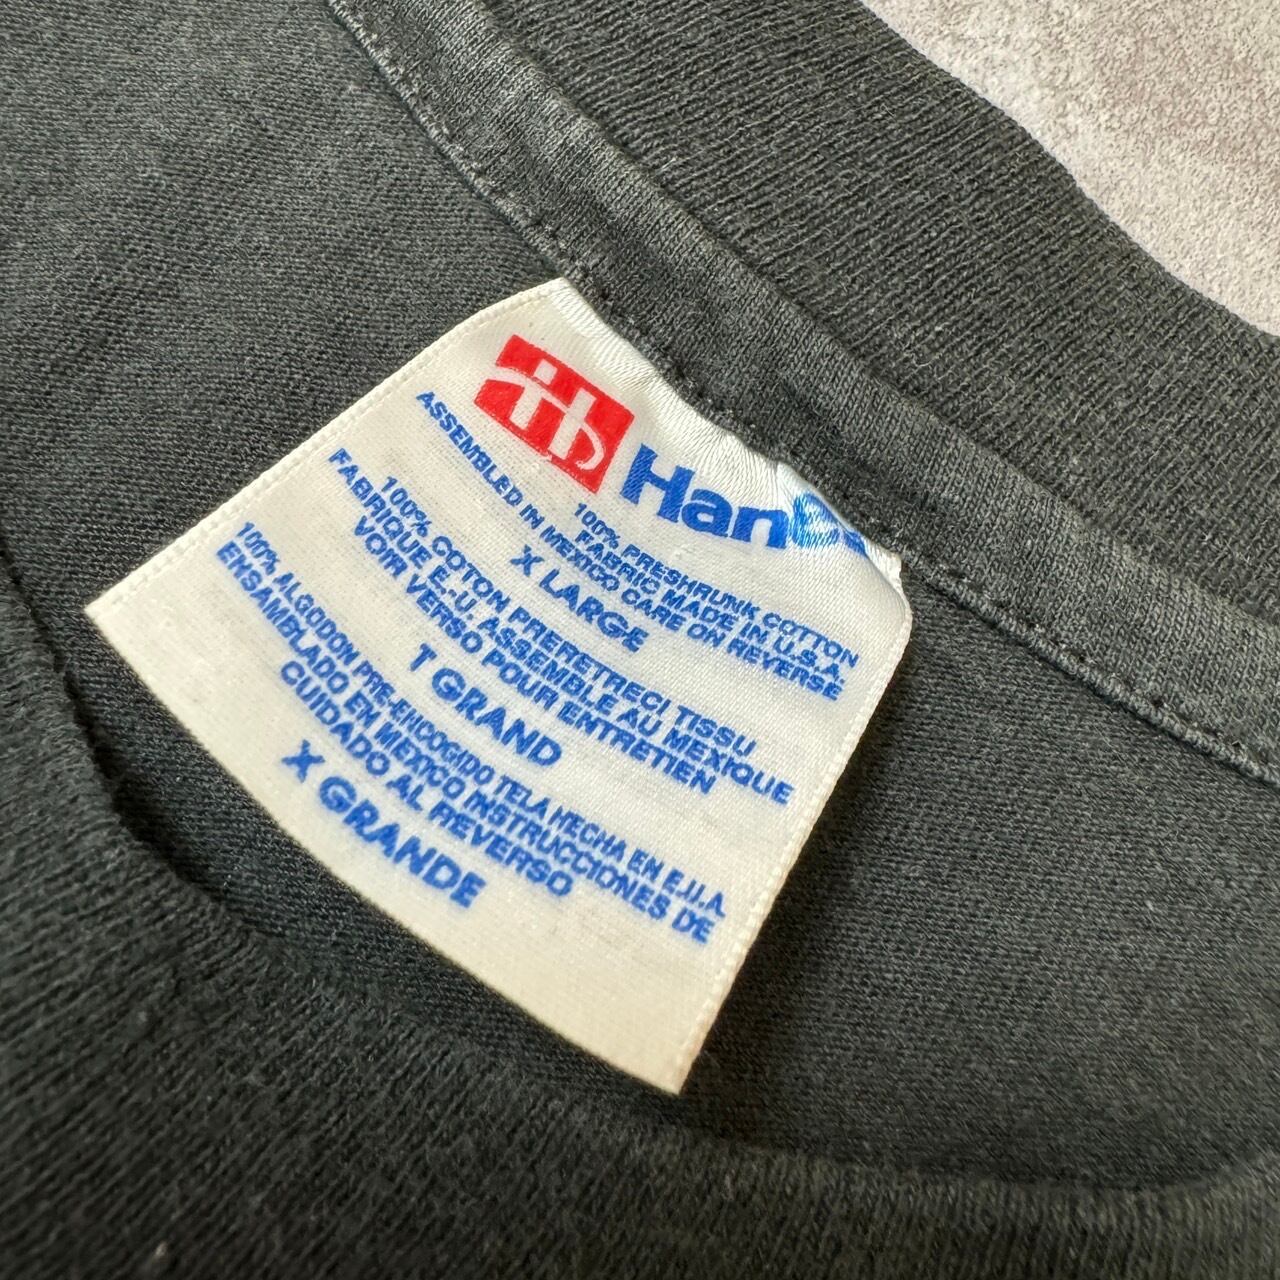 Hanes
100% PRESHRUNK COTTON
FABRIC MADE IN U.S.A.
ASSEMBLED IN MEXICO CARE ON REVERSE
X LARGE
100% COTON PRERETRECI TISSU
FABRIQUE E.-U. ASSEMBLE AU MEXIQUE
VOIR VERSO POUR ENTRETIEN
T GRAND
100% ALGODON PRE-ENCOGIDO TELA HECHA EN E.U.A.
ENSAMBLADO EN MEXICO INSTRUCCIONES DE
CUIDADO AL REVERSO
X GRANDE